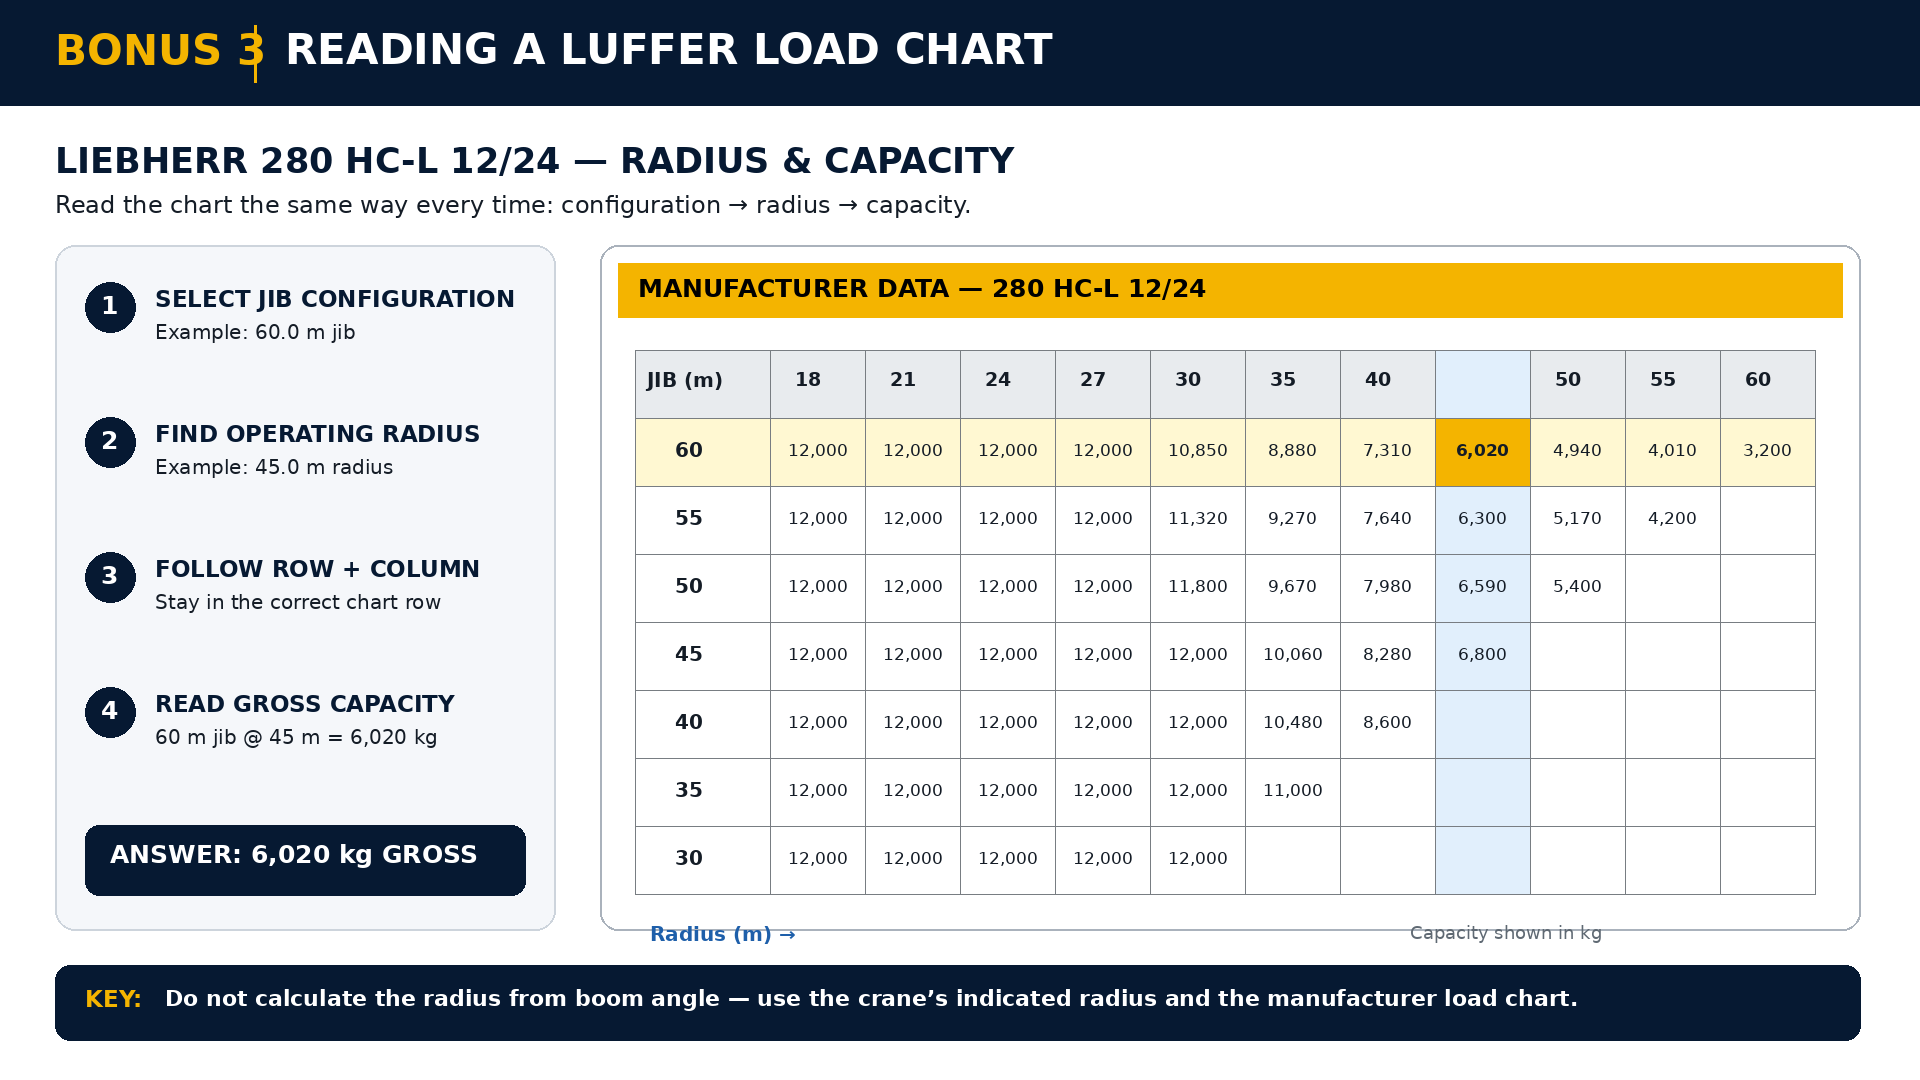 BONUS 3 READING A LUFFER LOAD CHART
LIEBHERR 280 HC-L 12/24 — RADIUS & CAPACITY
Read the chart the same way every time: configuration → radius → capacity.
1 SELECT JIB CONFIGURATION
Example: 60.0 m jib
2 FIND OPERATING RADIUS
Example: 45.0 m radius
3 FOLLOW ROW + COLUMN
Stay in the correct chart row
4 READ GROSS CAPACITY
60 m jib @ 45 m = 6,020 kg
ANSWER: 6,020 kg GROSS
MANUFACTURER DATA — 280 HC-L 12/24
JIB (m) 18 21 24 27 30 35 40 50 55 60
60 12,000 12,000 12,000 12,000 10,850 8,880 7,310 6,020 4,940 4,010 3,200
55 12,000 12,000 12,000 12,000 11,320 9,270 7,640 6,300 5,170 4,200
50 12,000 12,000 12,000 12,000 11,800 9,670 7,980 6,590 5,400
45 12,000 12,000 12,000 12,000 12,000 10,060 8,280 6,800
40 12,000 12,000 12,000 12,000 12,000 10,480 8,600
35 12,000 12,000 12,000 12,000 12,000 11,000
30 12,000 12,000 12,000 12,000 12,000
Radius (m) → Capacity shown in kg
KEY: Do not calculate the radius from boom angle — use the crane’s indicated radius and the manufacturer load chart.